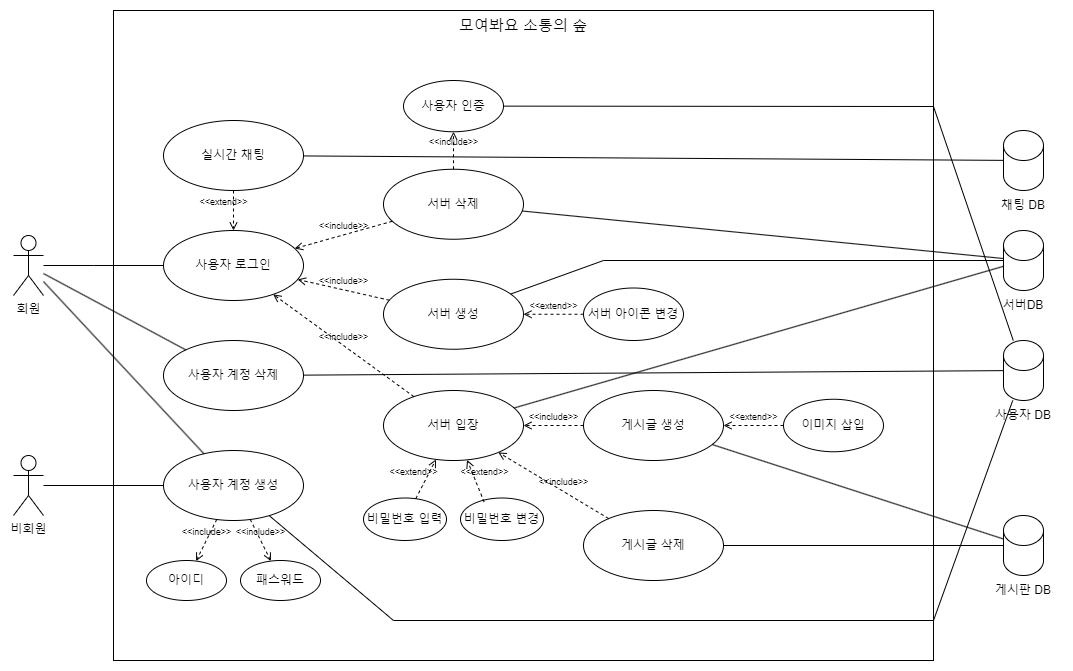 모여봐요 소통의 숲
사용자 인증
<<include>>
실시간 채팅
<<extend>>
서버 삭제
채팅 DB
<<include>>
사용자 로그인
<<include>>
회원
서버 생성
<<extend>>
서버 아이콘 변경
서버DB
<<include>>
사용자 계정 삭제
서버 입장
<<include>>
게시글 생성
<<extend>>
이미지 삽입
사용자 DB
<<extend>>
<<extend>>
<<include>>
사용자 계정 생성
비밀번호 입력
비밀번호 변경
비회원
<<include>>
<<include>>
게시글 삭제
아이디
패스워드
게시판 DB